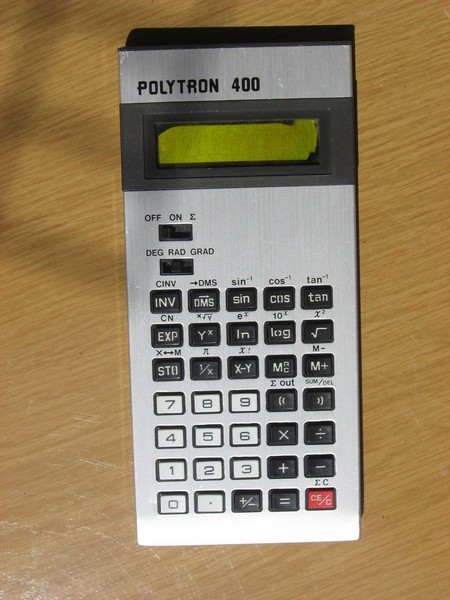 POLYTRON 400
OFF ON Σ
DEG RAD GRAD
CINV →DMS sin⁻¹ cos⁻¹ tan⁻¹
INV DMS sin cos tan
CN ˣ√Y eˣ 10ˣ x²
EXP Yˣ ln log √
X↔M π x! M−
STO 1/x X-Y MR/C M+
Σ out SUM/DEL
7 8 9 (( ))
4 5 6 × ÷
1 2 3 + −
Σ C
0 · +/− = CE/C